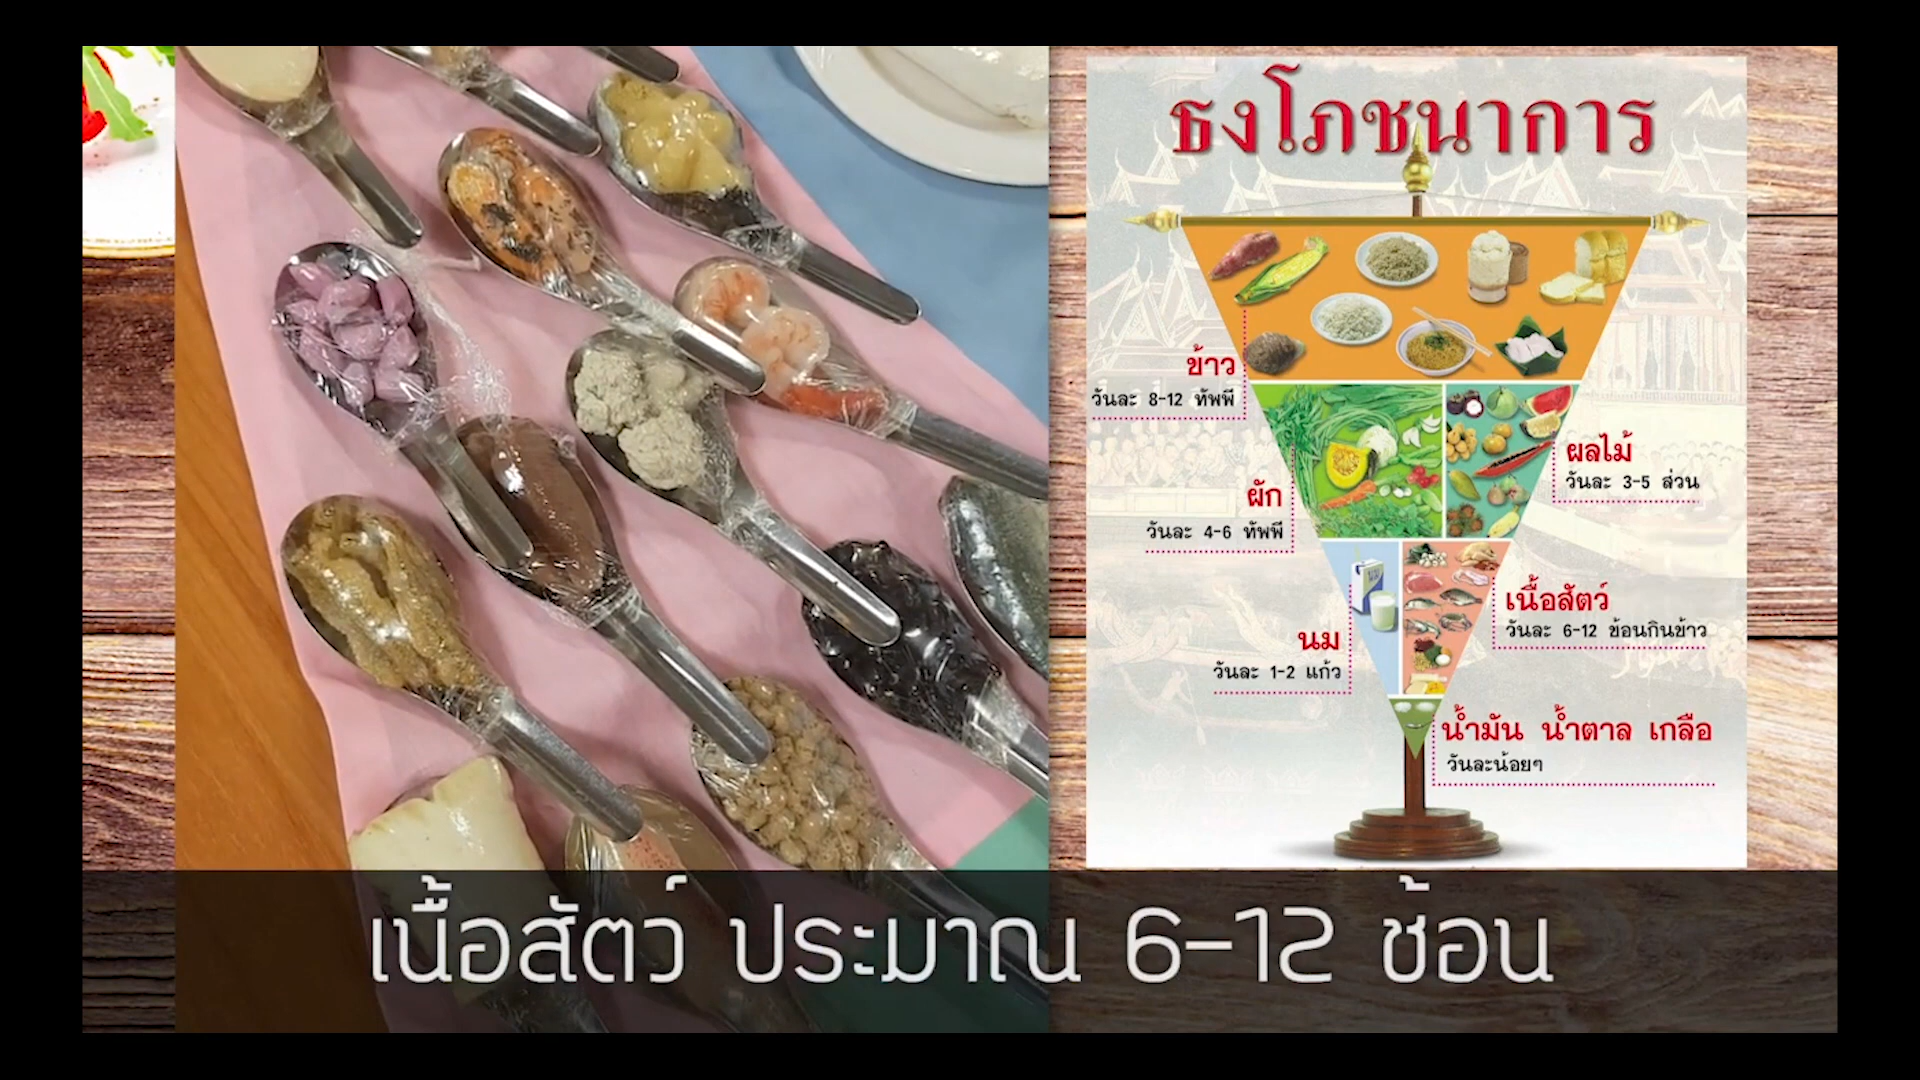 ธงโภชนาการ
ข้าว
วันละ 8-12 ทัพพี
ผัก
วันละ 4-6 ทัพพี
ผลไม้
วันละ 3-5 ส่วน
นม
วันละ 1-2 แก้ว
เนื้อสัตว์
วันละ 6-12 ช้อนกินข้าว
น้ำมัน น้ำตาล เกลือ
วันละน้อยๆ
เนื้อสัตว์ ประมาณ 6-12 ช้อน